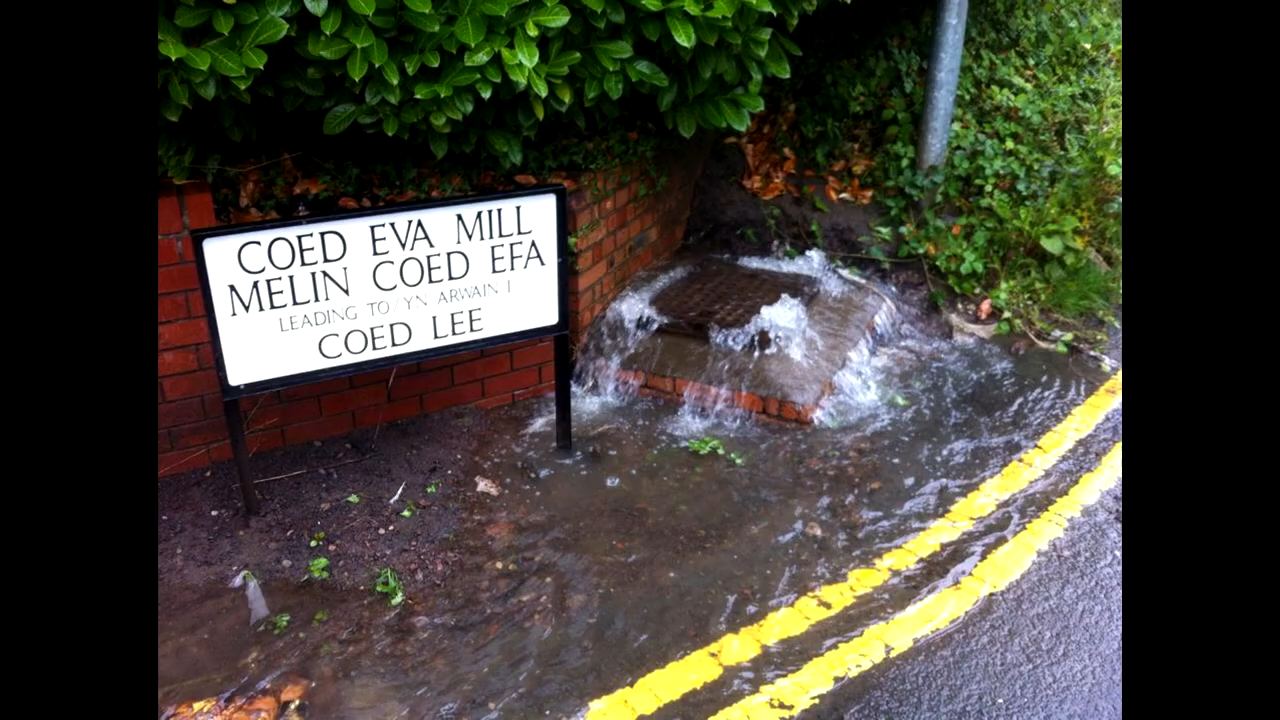 COED EVA MILL
MELIN COED EFA
LEADING TO/YN ARWAIN I
COED LEE